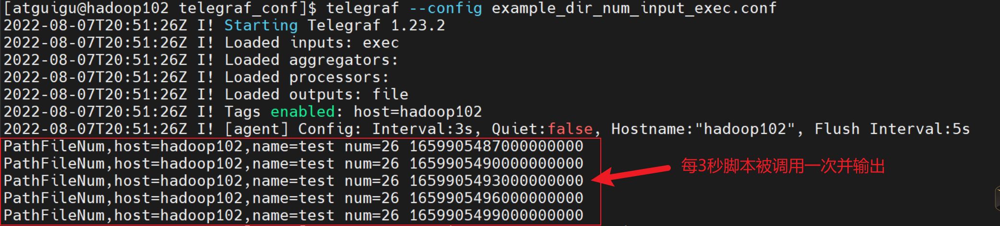 [atguigu@hadoop102 telegraf_conf]$ telegraf --config example_dir_num_input_exec.conf
2022-08-07T20:51:26Z I! Starting Telegraf 1.23.2
2022-08-07T20:51:26Z I! Loaded inputs: exec
2022-08-07T20:51:26Z I! Loaded aggregators:
2022-08-07T20:51:26Z I! Loaded processors:
2022-08-07T20:51:26Z I! Loaded outputs: file
2022-08-07T20:51:26Z I! Tags enabled: host=hadoop102
2022-08-07T20:51:26Z I! [agent] Config: Interval:3s, Quiet:false, Hostname:"hadoop102", Flush Interval:5s
PathFileNum,host=hadoop102,name=test num=26 1659905487000000000
PathFileNum,host=hadoop102,name=test num=26 1659905490000000000
每3秒脚本被调用一次并输出
PathFileNum,host=hadoop102,name=test num=26 1659905493000000000
PathFileNum,host=hadoop102,name=test num=26 1659905496000000000
PathFileNum,host=hadoop102,name=test num=26 1659905499000000000